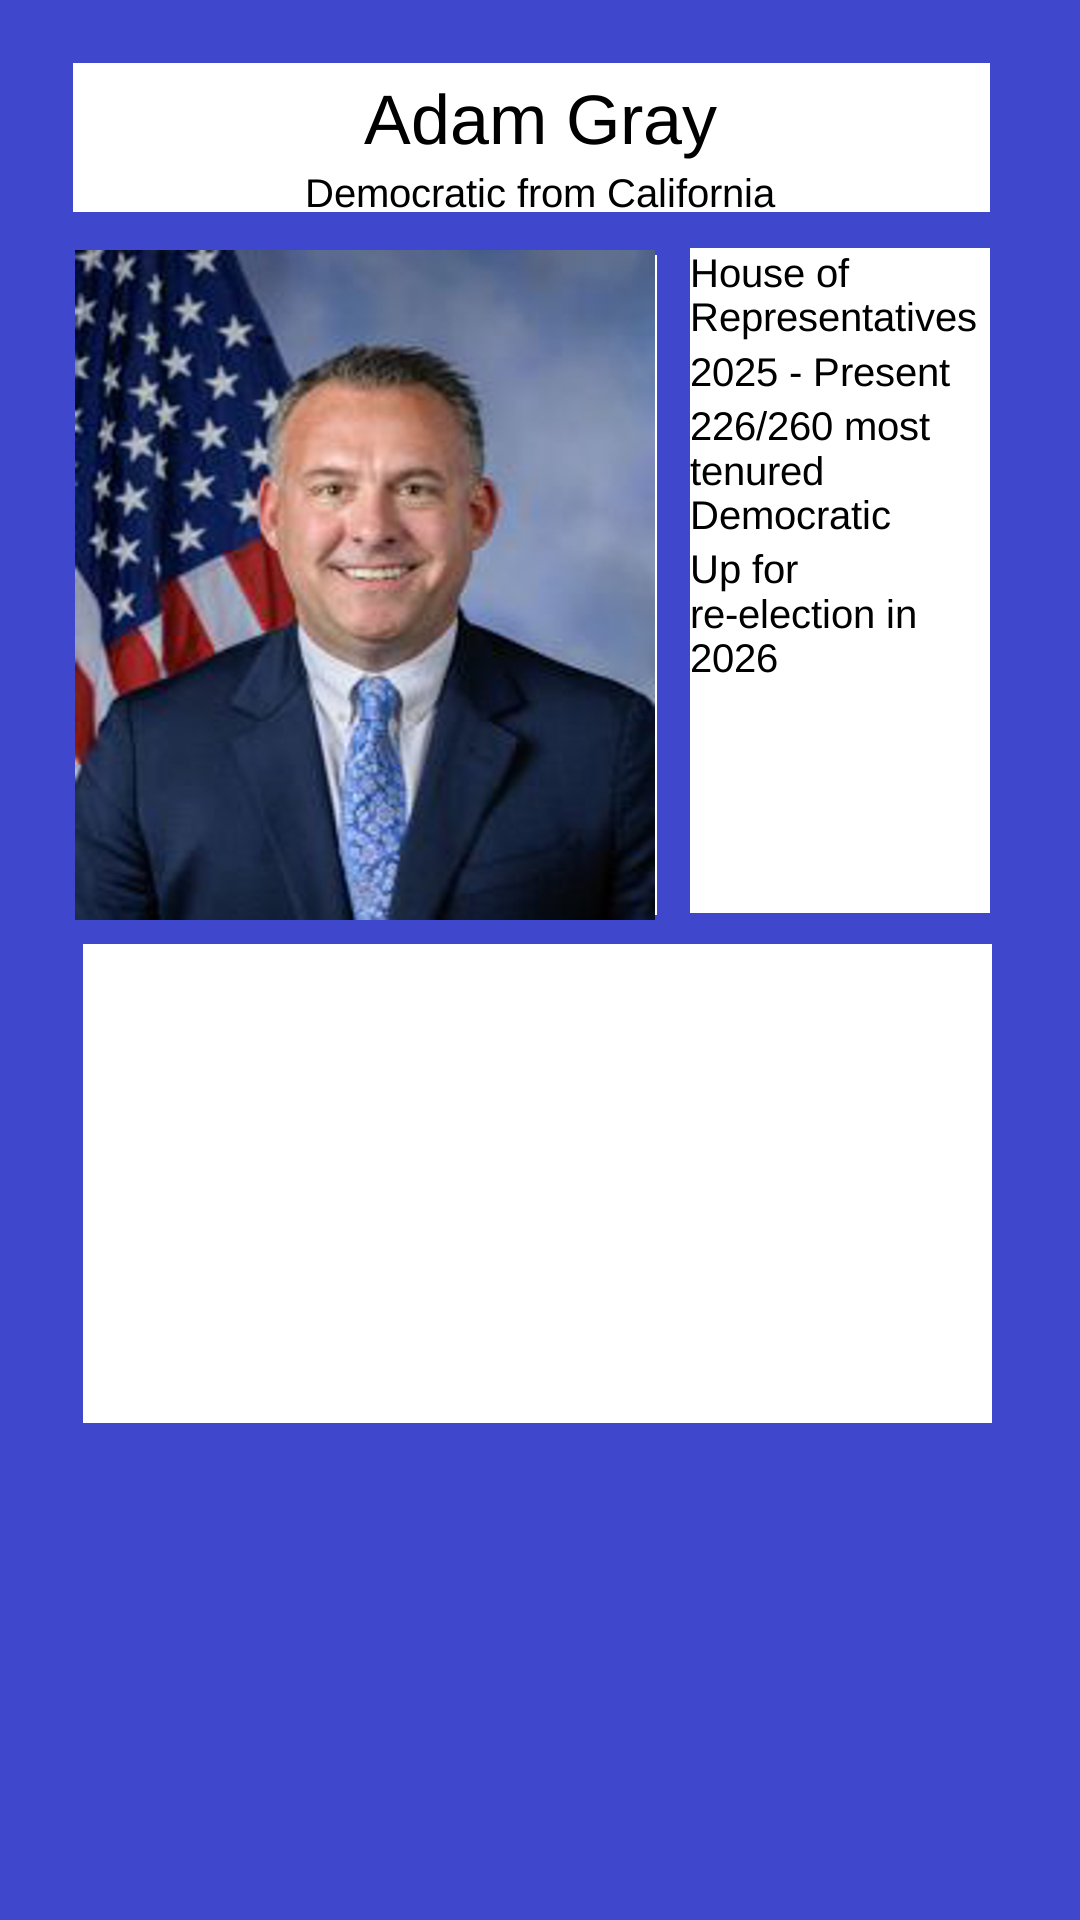 Adam Gray
Democratic from California
House of
Representatives
2025 - Present
226/260 most
tenured
Democratic
Up for
re-election in
2026